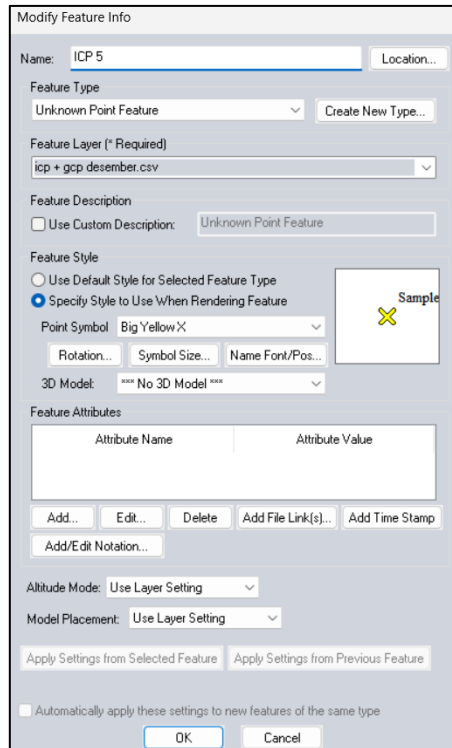 Modify Feature Info
Name: ICP 5 Location...
Feature Type
Unknown Point Feature Create New Type...
Feature Layer (* Required)
icp + gcp desember.csv
Feature Description
Use Custom Description: Unknown Point Feature
Feature Style
Use Default Style for Selected Feature Type
Specify Style to Use When Rendering Feature
Sample
Point Symbol Big Yellow X
Rotation... Symbol Size... Name Font/Pos...
3D Model: *** No 3D Model ***
Feature Attributes
Attribute Name Attribute Value
Add... Edit... Delete Add File Link(s)... Add Time Stamp
Add/Edit Notation...
Altitude Mode: Use Layer Setting
Model Placement: Use Layer Setting
Apply Settings from Selected Feature Apply Settings from Previous Feature
Automatically apply these settings to new features of the same type
OK Cancel